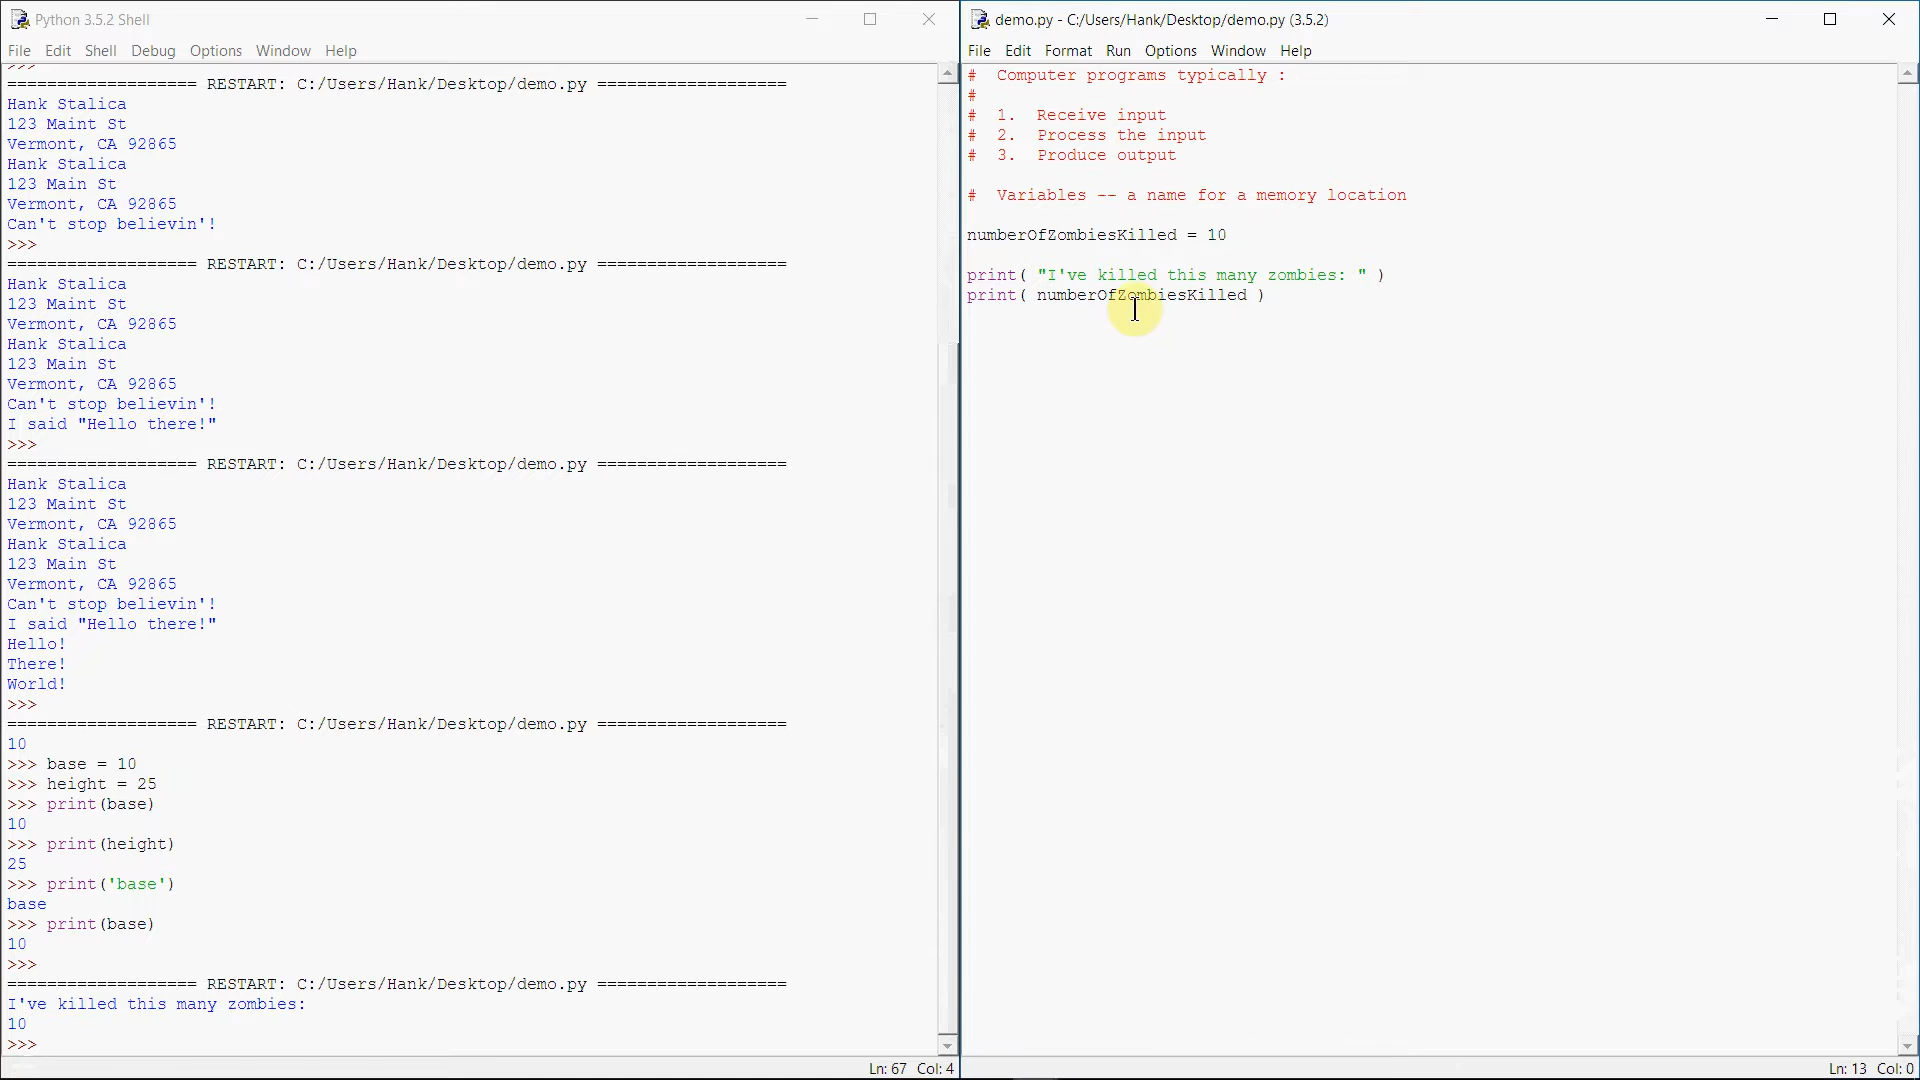 Python 3.5.2 Shell
File Edit Shell Debug Options Window Help
>>>
=================== RESTART: C:/Users/Hank/Desktop/demo.py ===================
Hank Stalica
123 Maint St
Vermont, CA 92865
Hank Stalica
123 Main St
Vermont, CA 92865
Can't stop believin'!
>>>
=================== RESTART: C:/Users/Hank/Desktop/demo.py ===================
Hank Stalica
123 Maint St
Vermont, CA 92865
Hank Stalica
123 Main St
Vermont, CA 92865
Can't stop believin'!
I said "Hello there!"
>>>
=================== RESTART: C:/Users/Hank/Desktop/demo.py ===================
Hank Stalica
123 Maint St
Vermont, CA 92865
Hank Stalica
123 Main St
Vermont, CA 92865
Can't stop believin'!
I said "Hello there!"
Hello!
There!
World!
>>>
=================== RESTART: C:/Users/Hank/Desktop/demo.py ===================
10
>>> base = 10
>>> height = 25
>>> print(base)
10
>>> print(height)
25
>>> print('base')
base
>>> print(base)
10
>>>
=================== RESTART: C:/Users/Hank/Desktop/demo.py ===================
I've killed this many zombies:
10
>>>
Ln: 67 Col: 4
demo.py - C:/Users/Hank/Desktop/demo.py (3.5.2)
File Edit Format Run Options Window Help
# Computer programs typically :
#
# 1. Receive input
# 2. Process the input
# 3. Produce output
# Variables -- a name for a memory location
numberOfZombiesKilled = 10
print( "I've killed this many zombies: " )
print( numberOfZombiesKilled )
Ln: 13 Col: 0